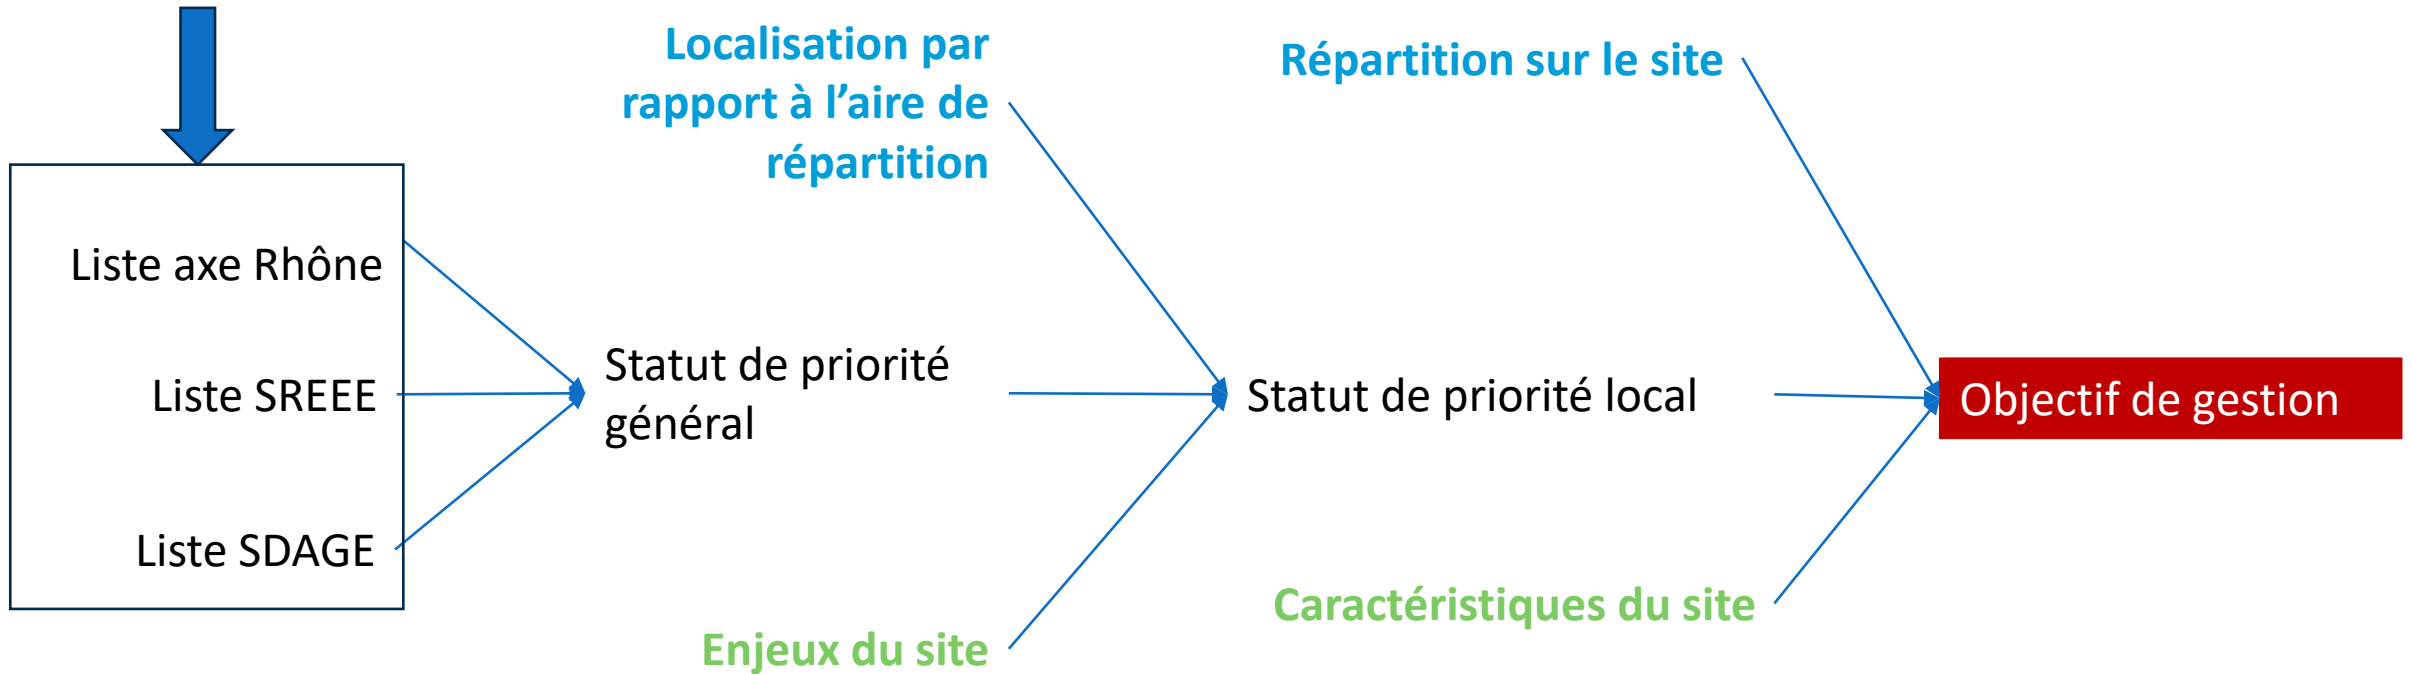 Localisation par
rapport à l’aire de
répartition
Répartition sur le site
Liste axe Rhône
Liste SREEE
Liste SDAGE
Statut de priorité
général
Statut de priorité local
Objectif de gestion
Enjeux du site
Caractéristiques du site